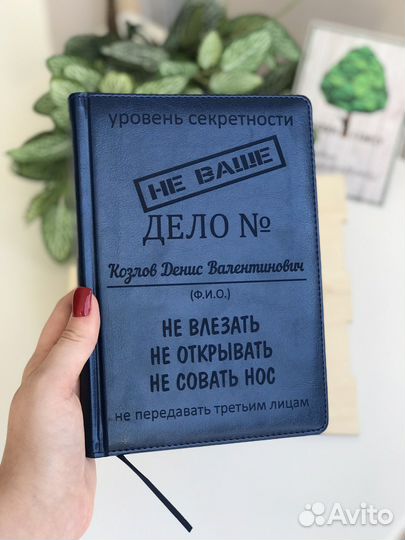 уровень секретности
НЕ ВАШЕ
ДЕЛО №
Козлов Денис Валентинович
(Ф.И.О.)
НЕ ВЛЕЗАТЬ
НЕ ОТКРЫВАТЬ
НЕ СОВАТЬ НОС
не передавать третьим лицам
Avito